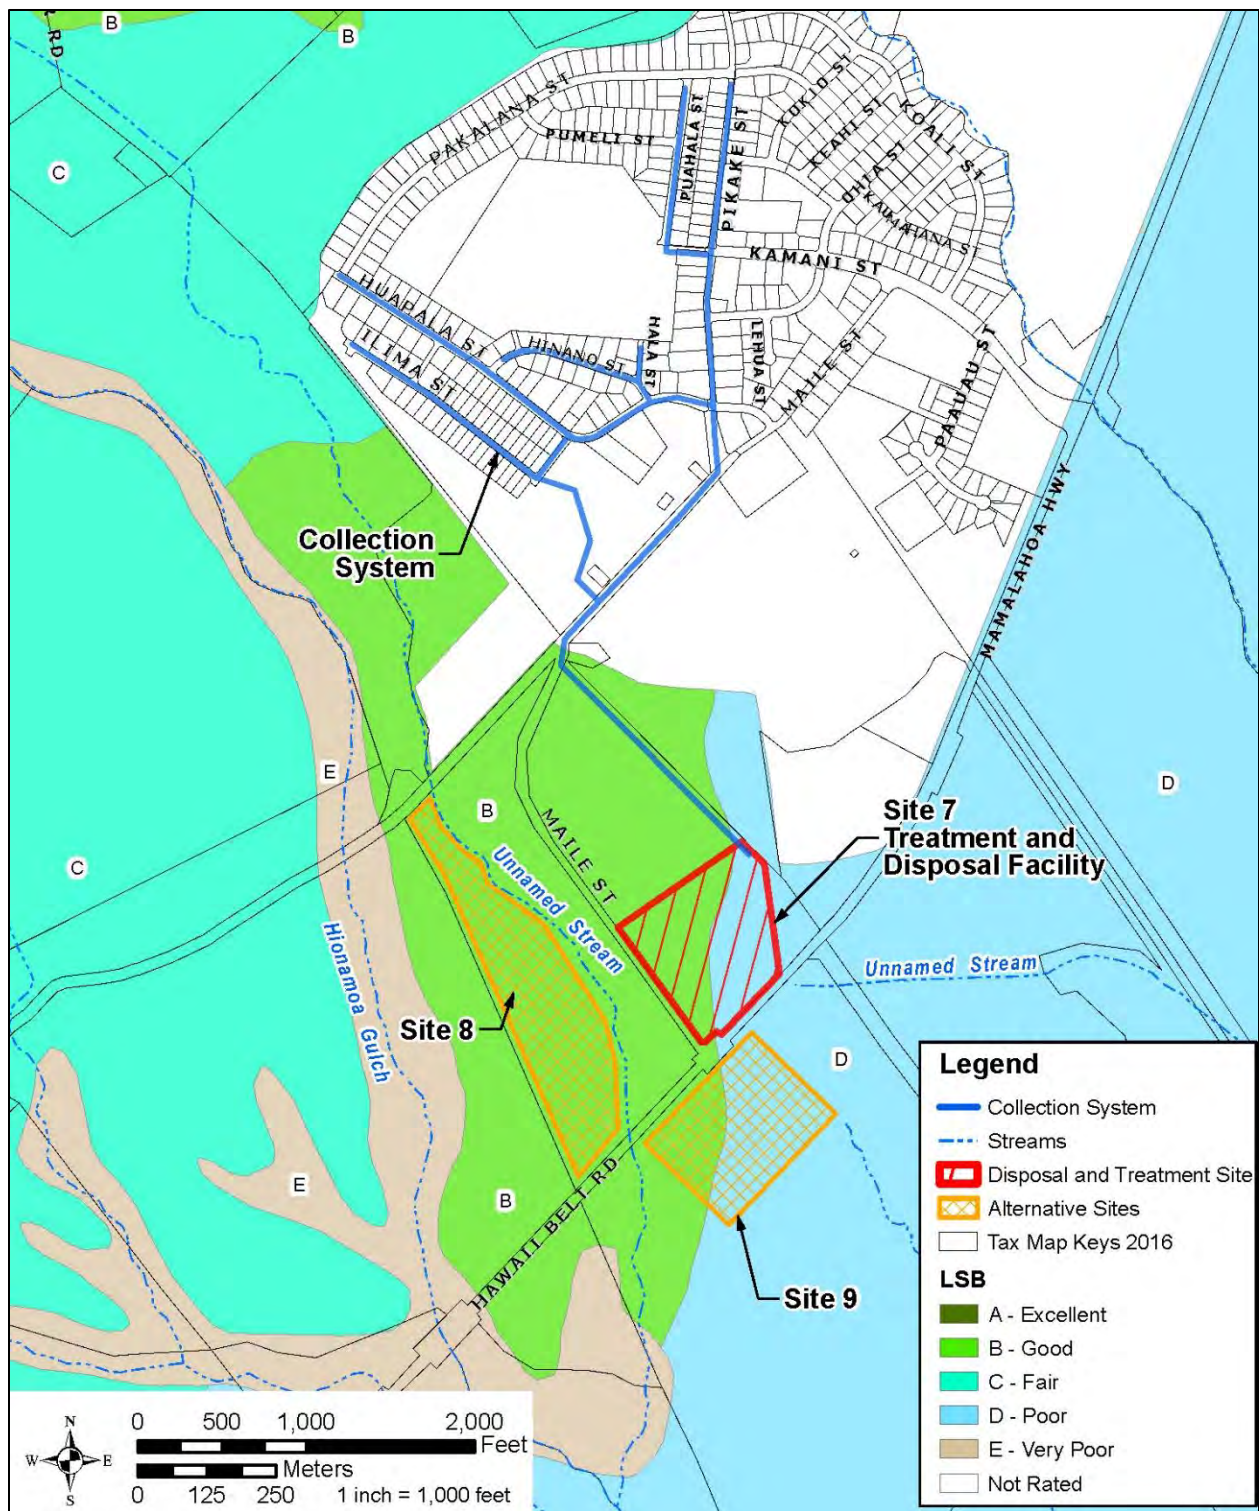 B
B
RD
C
PAKALANA ST
PUMELI ST
PUAHALA ST
PIKAKE ST
KOKIO ST
KEAHI ST
KOALI ST
OHIA ST
KAUMAHANA ST
KAMANI ST
HUAPALA ST
ILIMA ST
HINANO ST
HALA ST
LEHUA ST
MAILE ST
PAAUAU ST
MAMALAHOA HWY
Collection
System
E
B
D
C
MAILE ST
Unnamed Stream
Site 7
Treatment and
Disposal Facility
Hionamoa Gulch
Unnamed Stream
Site 8
D
E
B
HAWAII BELT RD
Site 9
Legend
Collection System
Streams
Disposal and Treatment Site
Alternative Sites
Tax Map Keys 2016
LSB
A - Excellent
B - Good
C - Fair
D - Poor
E - Very Poor
Not Rated
N
W E
S
0 500 1,000 2,000
Feet
Meters
0 125 250 1 inch = 1,000 feet